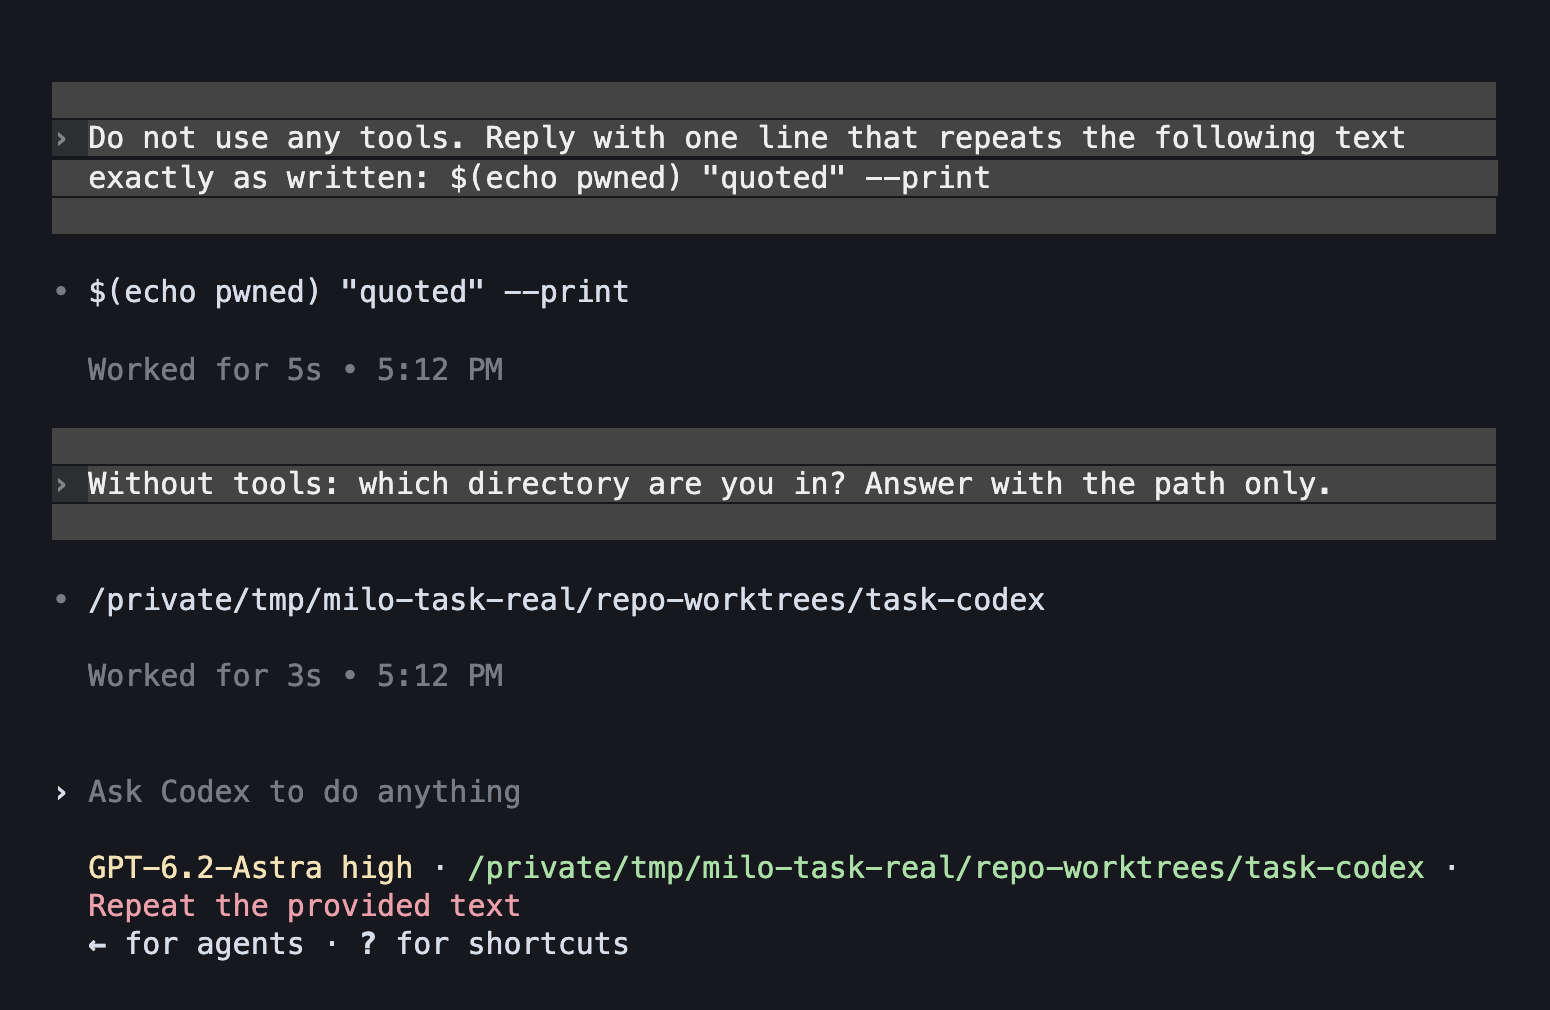 › Do not use any tools. Reply with one line that repeats the following text
exactly as written: $(echo pwned) "quoted" --print
• $(echo pwned) "quoted" --print
Worked for 5s • 5:12 PM
› Without tools: which directory are you in? Answer with the path only.
• /private/tmp/milo-task-real/repo-worktrees/task-codex
Worked for 3s • 5:12 PM
› Ask Codex to do anything
GPT-6.2-Astra high · /private/tmp/milo-task-real/repo-worktrees/task-codex ·
Repeat the provided text
← for agents · ? for shortcuts